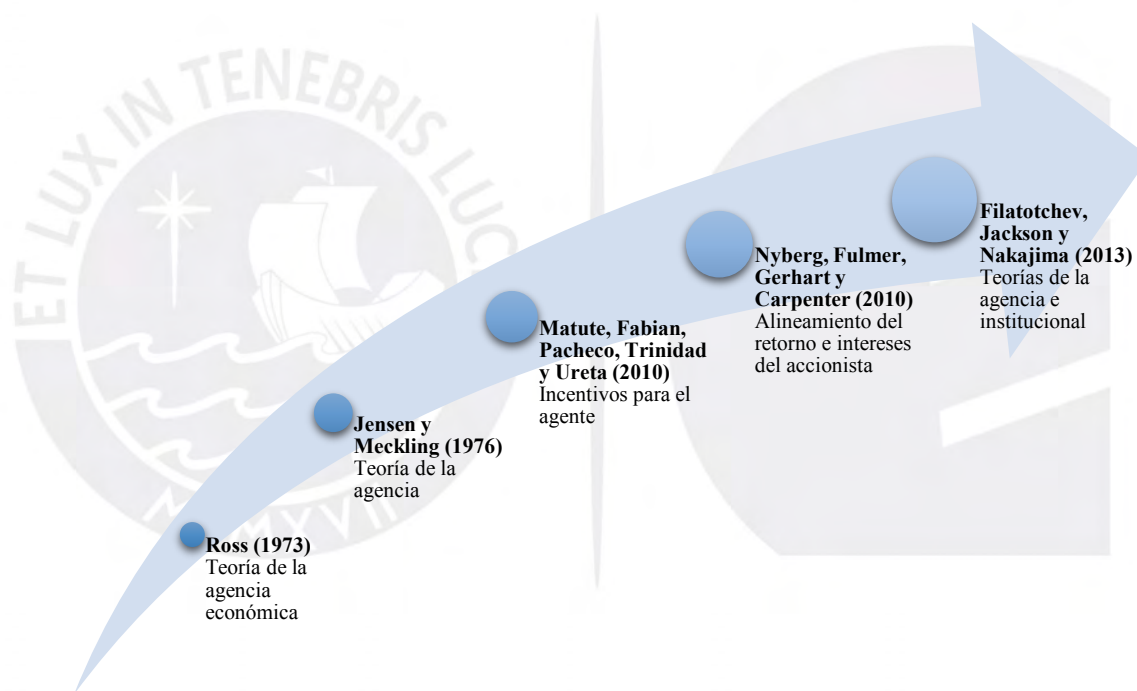 ET LUX IN TENEBRIS LUC
Ross (1973)
Teoría de la
agencia
económica
Jensen y
Meckling (1976)
Teoría de la
agencia
Matute, Fabian,
Pacheco, Trinidad
y Ureta (2010)
Incentivos para el
agente
Nyberg, Fulmer,
Gerhart y
Carpenter (2010)
Alineamiento del
retorno e intereses
del accionista
Filatotchev,
Jackson y
Nakajima (2013)
Teorías de la
agencia e
institucional